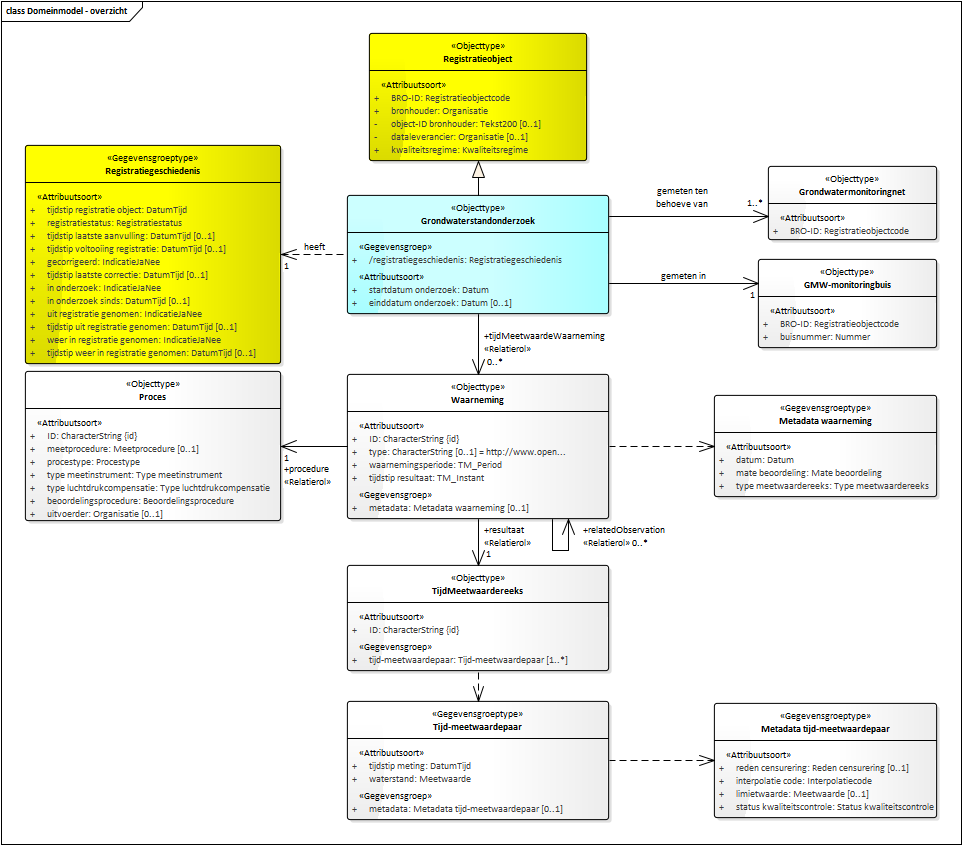 class Domeinmodel - overzicht
«Objecttype»
Registratieobject
«Attribuutsoort»
+ BRO-ID: Registratieobjectcode
+ bronhouder: Organisatie
- object-ID bronhouder: Tekst200 [0..1]
- dataleverancier: Organisatie [0..1]
+ kwaliteitsregime: Kwaliteitsregime
«Gegevensgroeptype»
Registratiegeschiedenis
«Attribuutsoort»
+ tijdstip registratie object: DatumTijd
+ registratiestatus: Registratiestatus
+ tijdstip laatste aanvulling: DatumTijd [0..1]
+ tijdstip voltooiing registratie: DatumTijd [0..1]
+ gecorrigeerd: IndicatieJaNee
+ tijdstip laatste correctie: DatumTijd [0..1]
+ in onderzoek: IndicatieJaNee
+ in onderzoek sinds: DatumTijd [0..1]
+ uit registratie genomen: IndicatieJaNee
+ tijdstip uit registratie genomen: DatumTijd [0..1]
+ weer in registratie genomen: IndicatieJaNee
+ tijdstip weer in registratie genomen: DatumTijd [0..1]
heeft
1
«Objecttype»
Grondwaterstandonderzoek
«Gegevensgroep»
+ /registratiegeschiedenis: Registratiegeschiedenis
«Attribuutsoort»
+ startdatum onderzoek: Datum
+ einddatum onderzoek: Datum [0..1]
gemeten ten
behoeve van
1..*
«Objecttype»
Grondwatermonitoringnet
«Attribuutsoort»
+ BRO-ID: Registratieobjectcode
gemeten in
1
«Objecttype»
GMW-monitoringbuis
«Attribuutsoort»
+ BRO-ID: Registratieobjectcode
+ buisnummer: Nummer
+tijdMeetwaardeWaarneming
«Relatierol»
0..*
«Objecttype»
Proces
«Attribuutsoort»
+ ID: CharacterString {id}
+ meetprocedure: Meetprocedure [0..1]
+ procestype: Procestype
+ type meetinstrument: Type meetinstrument
+ type luchtdrukcompensatie: Type luchtdrukcompensatie
+ beoordelingsprocedure: Beoordelingsprocedure
+ uitvoerder: Organisatie [0..1]
1
+procedure
«Relatierol»
«Objecttype»
Waarneming
«Attribuutsoort»
+ ID: CharacterString {id}
+ type: CharacterString [0..1] = http://www.open...
+ waarnemingsperiode: TM_Period
+ tijdstip resultaat: TM_Instant
«Gegevensgroep»
+ metadata: Metadata waarneming [0..1]
«Gegevensgroeptype»
Metadata waarneming
«Attribuutsoort»
+ datum: Datum
+ mate beoordeling: Mate beoordeling
+ type meetwaardereeks: Type meetwaardereeks
+resultaat
«Relatierol»
1
+relatedObservation
«Relatierol» 0..*
«Objecttype»
TijdMeetwaardereeks
«Attribuutsoort»
+ ID: CharacterString {id}
«Gegevensgroep»
+ tijd-meetwaardepaar: Tijd-meetwaardepaar [1..*]
«Gegevensgroeptype»
Tijd-meetwaardepaar
«Attribuutsoort»
+ tijdstip meting: DatumTijd
+ waterstand: Meetwaarde
«Gegevensgroep»
+ metadata: Metadata tijd-meetwaardepaar [0..1]
«Gegevensgroeptype»
Metadata tijd-meetwaardepaar
«Attribuutsoort»
+ reden censurering: Reden censurering [0..1]
+ interpolatie code: Interpolatiecode
+ limietwaarde: Meetwaarde [0..1]
+ status kwaliteitscontrole: Status kwaliteitscontrole